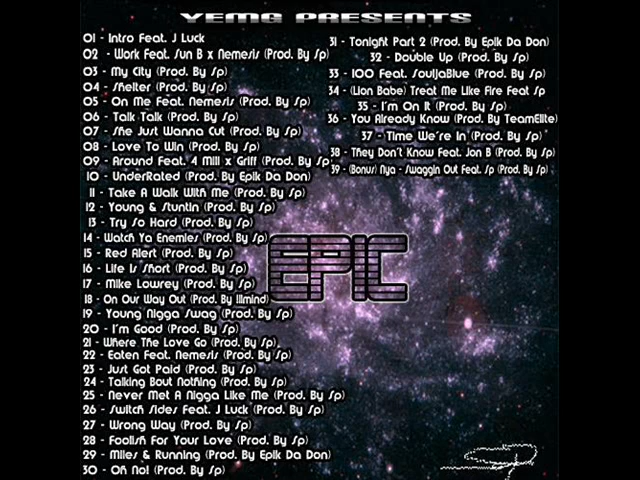 YEMG PRESENTS
01 - Intro Feat. J Luck
02 - Work Feat. Sun B x Nemesis (Prod. By Sp)
03 - My City (Prod. By Sp)
04 - Shelter (Prod. By Sp)
05 - On Me Feat. Nemesis (Prod. By Sp)
06 - Talk Talk (Prod. By Sp)
07 - She Just Wanna Cut (Prod. By Sp)
08 - Love To Win (Prod. By Sp)
09 - Around Feat. 4 Mill x Griff (Prod. By Sp
10 - UnderRated (Prod. By Epik Da Don)
11 - Take A Walk With Me (Prod. By Sp)
12 - Young & Stuntin (Prod. By Sp)
13 - Try So Hard (Prod. By Sp)
14 - Watch Ya Enemies (Prod. By Sp)
15 - Red Alert (Prod. By Sp)
16 - Life Is Short (Prod. By Sp)
17 - Mike Lowrey (Prod. By Sp)
18 - On Our Way Out (Prod. By Illmind)
19 - Young Nigga Swag (Prod. By Sp)
20 - I'm Good (Prod. By Sp)
21 - Where The Love Go (Prod. By Sp)
22 - Eaten Feat. Nemesis (Prod. By Sp)
23 - Just Got Paid (Prod. By Sp)
24 - Talking Bout Nothing (Prod. By Sp)
25 - Never Met A Nigga Like Me (Prod. By Sp)
26 - Switch Sides Feat. J Luck (Prod. By Sp)
27 - Wrong Way (Prod. By Sp)
28 - Foolish For Your Love (Prod. By Sp)
29 - Miles & Running (Prod. By Epik Da Don)
30 - Oh No! (Prod. By Sp)
31 - Tonight Part 2 (Prod. By Epik Da Don)
32 - Double Up (Prod. By Sp)
33 - 100 Feat. SouljaBlue (Prod. By Sp)
34 - (Lion Babe) Treat Me Like Fire Feat Sp
35 - I'm On It (Prod. By Sp)
36 - You Already Know (Prod. By TeamElite)
37 - Time We're In (Prod. By Sp)
38 - They Don't Know Feat. Jon B (Prod. By Sp)
39 - (Bonus) Nya - Swaggin Out Feat. Sp (Prod. By Sp)
EPIC